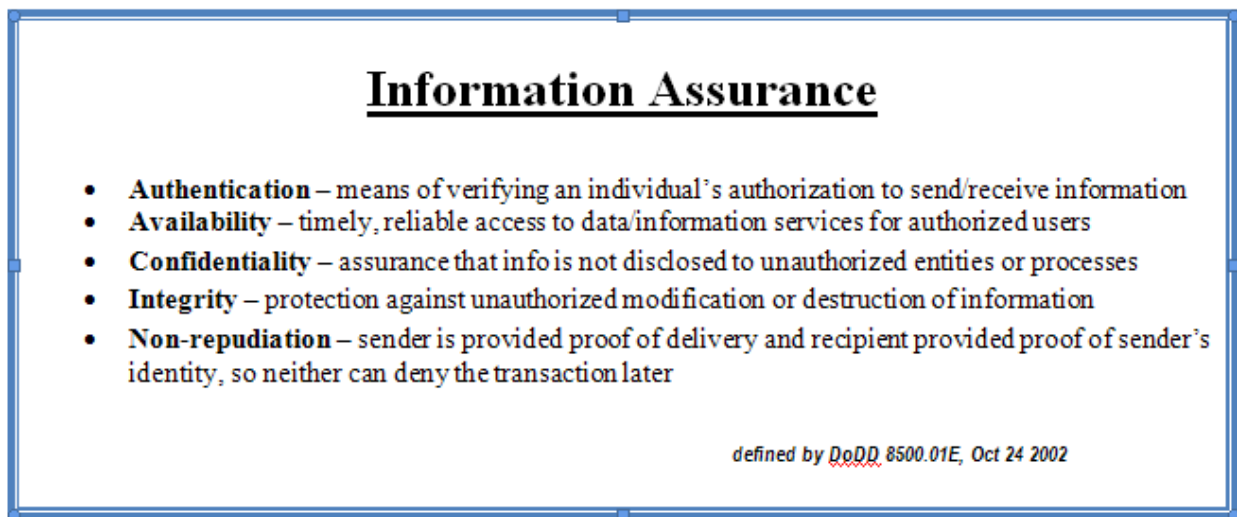 Information Assurance
• Authentication – means of verifying an individual’s authorization to send/receive information
• Availability – timely, reliable access to data/information services for authorized users
• Confidentiality – assurance that info is not disclosed to unauthorized entities or processes
• Integrity – protection against unauthorized modification or destruction of information
• Non-repudiation – sender is provided proof of delivery and recipient provided proof of sender’s
identity, so neither can deny the transaction later
defined by DoDD 8500.01E, Oct 24 2002